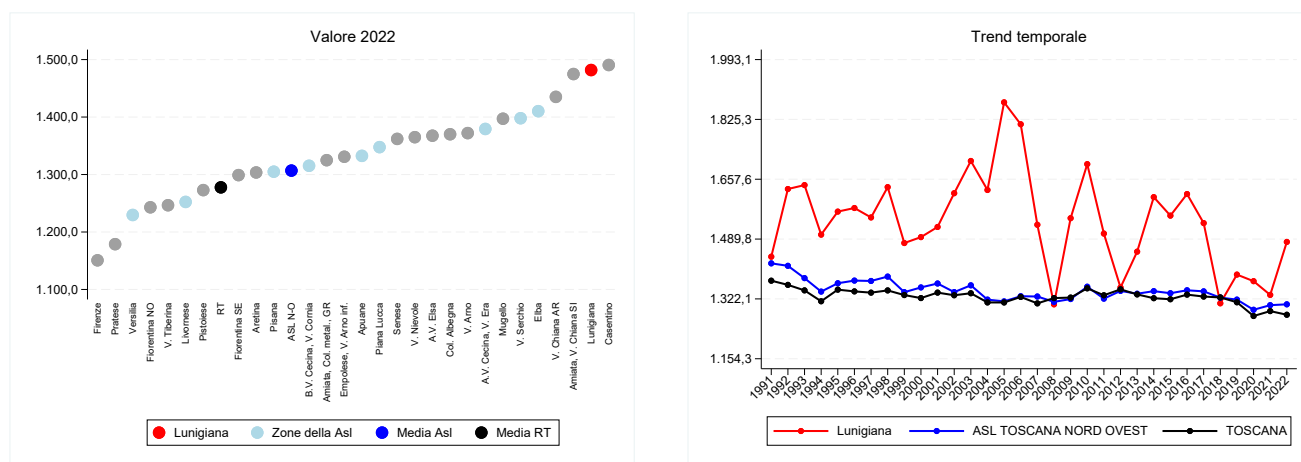 Valore 2022
1.500,0
1.400,0
1.300,0
1.200,0
1.100,0
Firenze
Pratese
Versilia
Fiorentina NO
V. Tiberina
Livornese
Pistoiese
RT
Fiorentina SE
Aretina
Pisana
ASL N-O
B.V. Cecina, V. Cornia
Amiata, Col. metal., GR
Empolese, V. Arno inf.
Apuane
Piana Lucca
Senese
V. Nievole
A.V. Elsa
Col. Albegna
V. Arno
A.V. Cecina, V. Era
Mugello
V. Serchio
Elba
V. Chiana AR
Amiata, V. Chiana SI
Lunigiana
Casentino
Lunigiana
Zone della Asl
Media Asl
Media RT
Trend temporale
1.993,1
1.825,3
1.657,6
1.489,8
1.322,1
1.154,3
1991
1992
1993
1994
1995
1996
1997
1998
1999
2000
2001
2002
2003
2004
2005
2006
2007
2008
2009
2010
2011
2012
2013
2014
2015
2016
2017
2018
2019
2020
2021
2022
Lunigiana
ASL TOSCANA NORD OVEST
TOSCANA